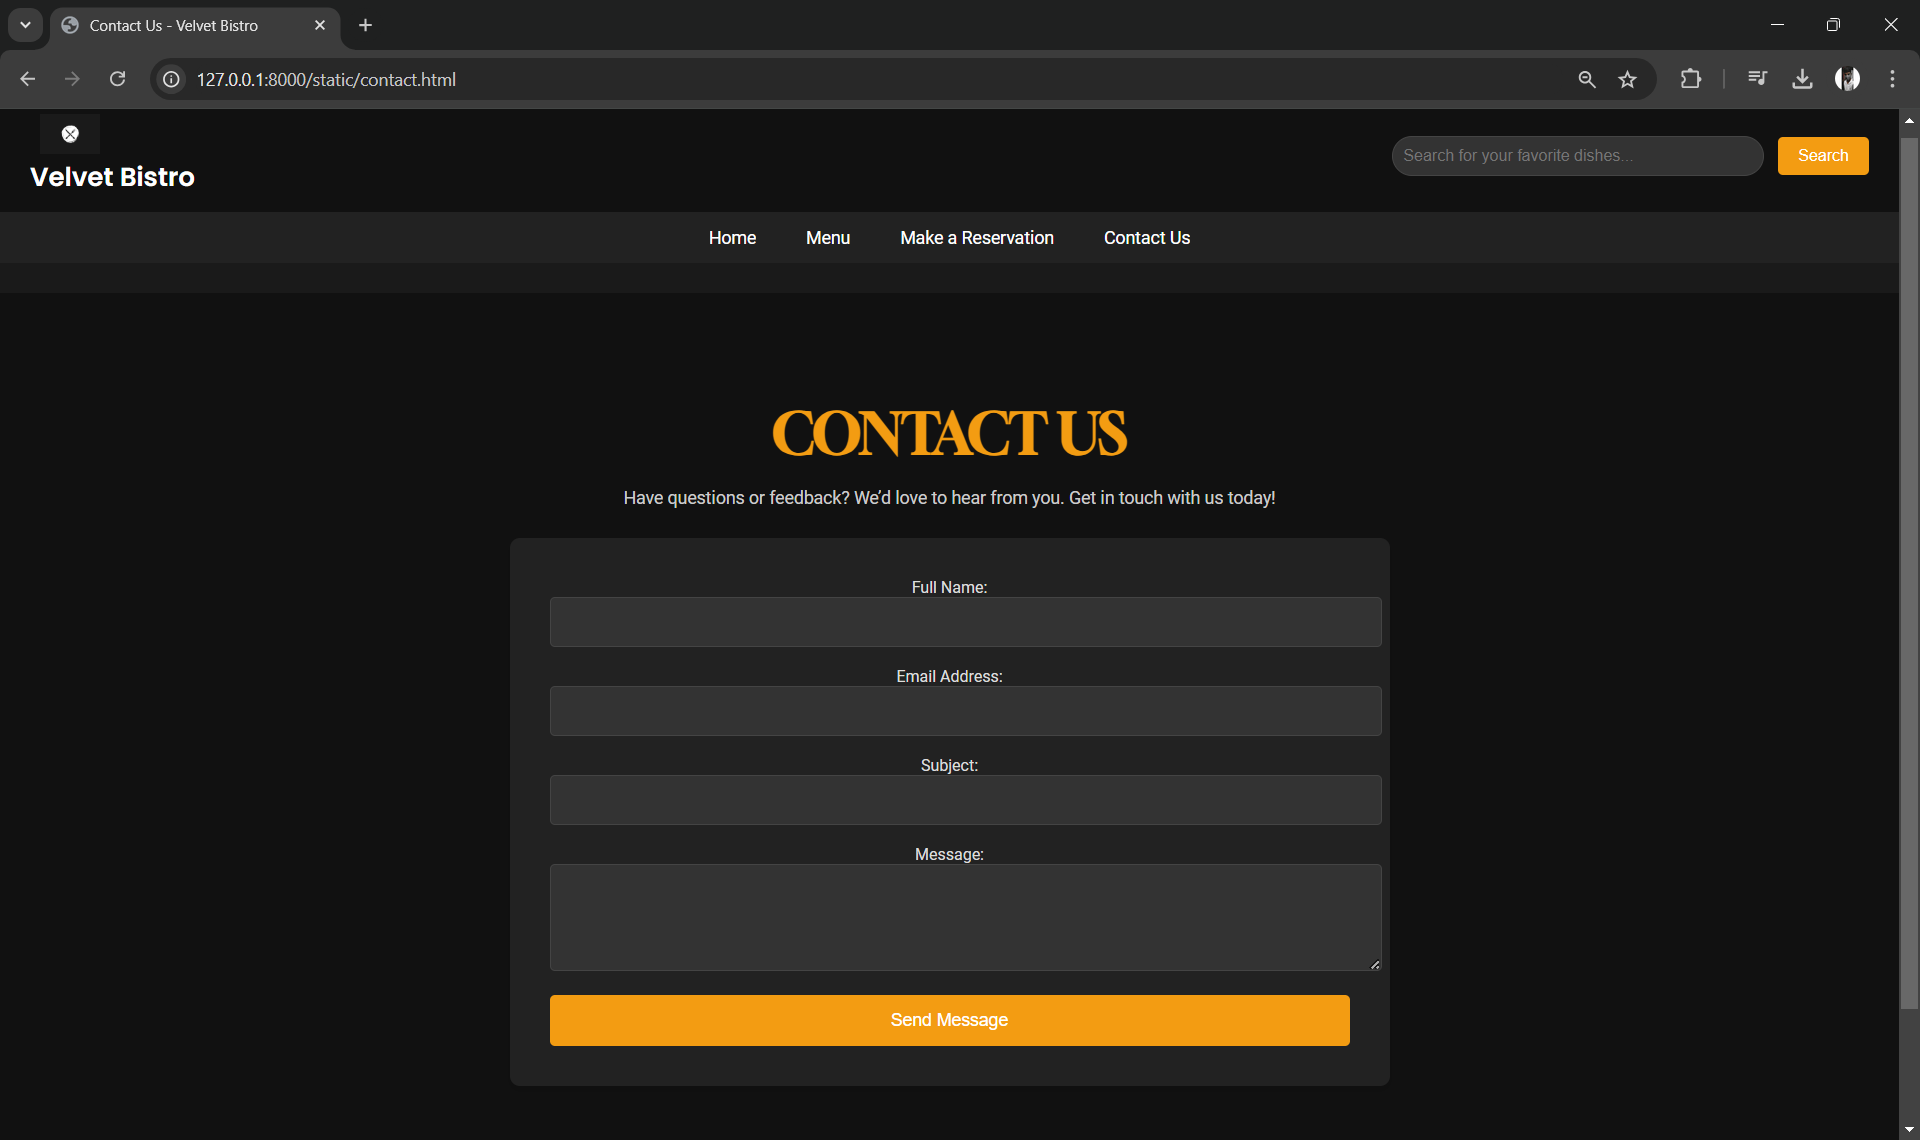 Contact Us - Velvet Bistro
127.0.0.1:8000/static/contact.html
Velvet Bistro
Search for your favorite dishes...
Search
Home
Menu
Make a Reservation
Contact Us
CONTACT US
Have questions or feedback? We’d love to hear from you. Get in touch with us today!
Full Name:
Email Address:
Subject:
Message:
Send Message